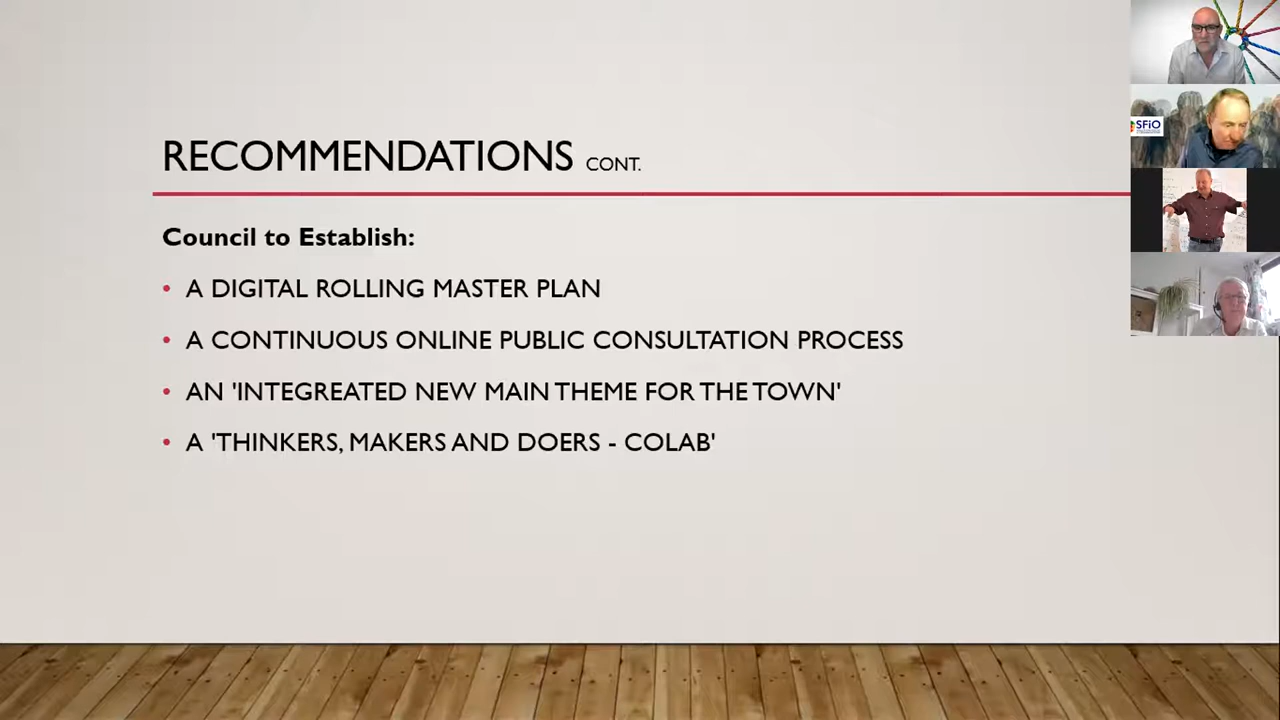 RECOMMENDATIONS CONT.
Council to Establish:
• A DIGITAL ROLLING MASTER PLAN
• A CONTINUOUS ONLINE PUBLIC CONSULTATION PROCESS
• AN 'INTEGREATED NEW MAIN THEME FOR THE TOWN'
• A 'THINKERS, MAKERS AND DOERS - COLAB'
SFiO